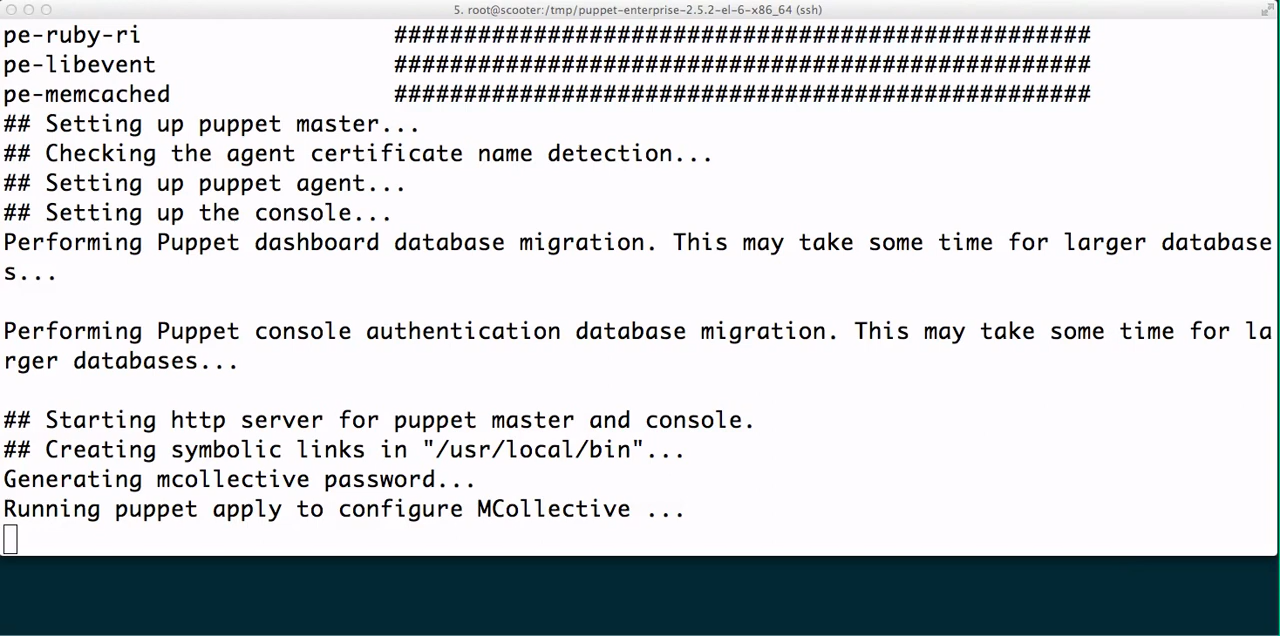 5. root@scooter:/tmp/puppet-enterprise-2.5.2-el-6-x86_64 (ssh)
pe-ruby-ri ##################################################
pe-libevent ##################################################
pe-memcached ##################################################
## Setting up puppet master...
## Checking the agent certificate name detection...
## Setting up puppet agent...
## Setting up the console...
Performing Puppet dashboard database migration. This may take some time for larger database
s...
Performing Puppet console authentication database migration. This may take some time for la
rger databases...
## Starting http server for puppet master and console.
## Creating symbolic links in "/usr/local/bin"...
Generating mcollective password...
Running puppet apply to configure MCollective ...